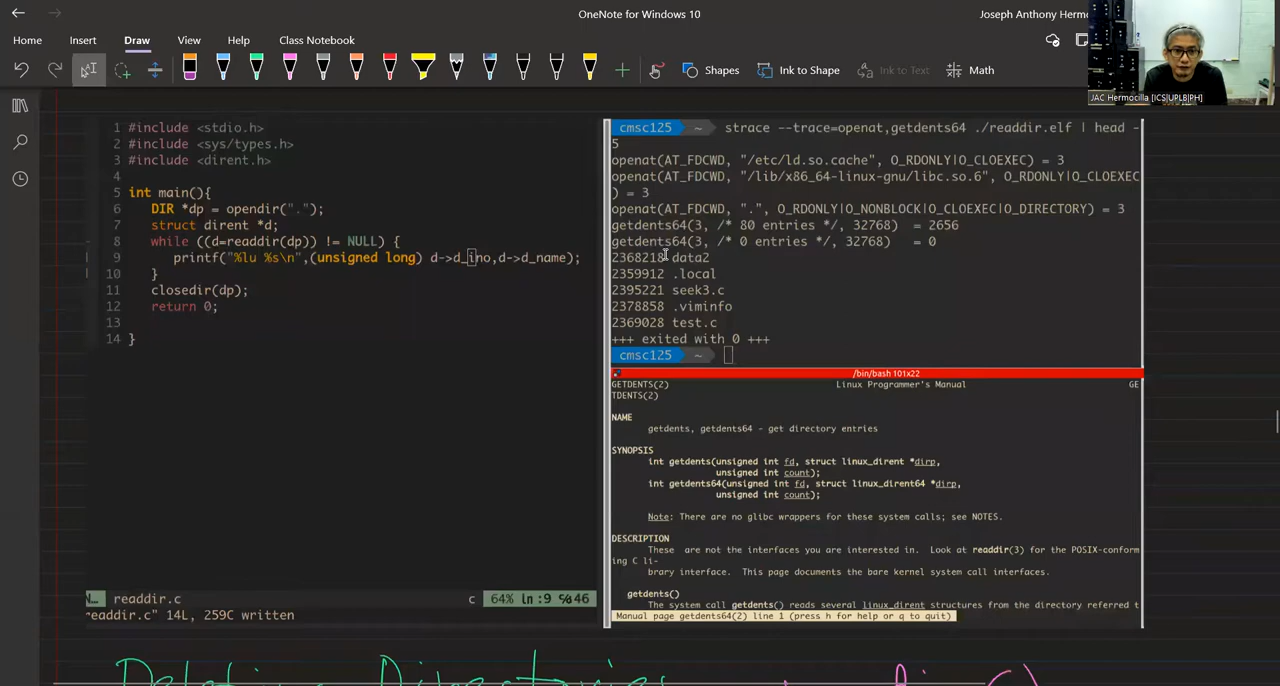 OneNote for Windows 10
Joseph Anthony Hermo
Home Insert Draw View Help Class Notebook
Shapes Ink to Shape Ink to Text Math
JAC Hermocilla [ICS|UPLB|PH]
1 #include <stdio.h>
2 #include <sys/types.h>
3 #include <dirent.h>
4
5 int main(){
6 DIR *dp = opendir(".");
7 struct dirent *d;
8 while ((d=readdir(dp)) != NULL) {
9 printf("%lu %s\n",(unsigned long) d->d_ino,d->d_name);
10 }
11 closedir(dp);
12 return 0;
13
14 }
N… readdir.c c 64% ln:9
readdir.c" 14L, 259C written
cmsc125 ~ strace --trace=openat,getdents64 ./readdir.elf | head -
5
openat(AT_FDCWD, "/etc/ld.so.cache", O_RDONLY|O_CLOEXEC) = 3
openat(AT_FDCWD, "/lib/x86_64-linux-gnu/libc.so.6", O_RDONLY|O_CLOEXEC
) = 3
openat(AT_FDCWD, ".", O_RDONLY|O_NONBLOCK|O_CLOEXEC|O_DIRECTORY) = 3
getdents64(3, /* 80 entries */, 32768) = 2656
getdents64(3, /* 0 entries */, 32768) = 0
2368218 data2
2359912 .local
2395221 seek3.c
2378858 .viminfo
2369028 test.c
+++ exited with 0 +++
cmsc125 ~
/bin/bash 101x22
GETDENTS(2) Linux Programmer's Manual GE
TDENTS(2)
NAME
getdents, getdents64 - get directory entries
SYNOPSIS
int getdents(unsigned int fd, struct linux_dirent *dirp,
unsigned int count);
int getdents64(unsigned int fd, struct linux_dirent64 *dirp,
unsigned int count);
Note: There are no glibc wrappers for these system calls; see NOTES.
DESCRIPTION
These are not the interfaces you are interested in. Look at readdir(3) for the POSIX-conform
ing C li-
brary interface. This page documents the bare kernel system call interfaces.
getdents()
The system call getdents() reads several linux_dirent structures from the directory referred t
Manual page getdents64(2) line 1 (press h for help or q to quit)